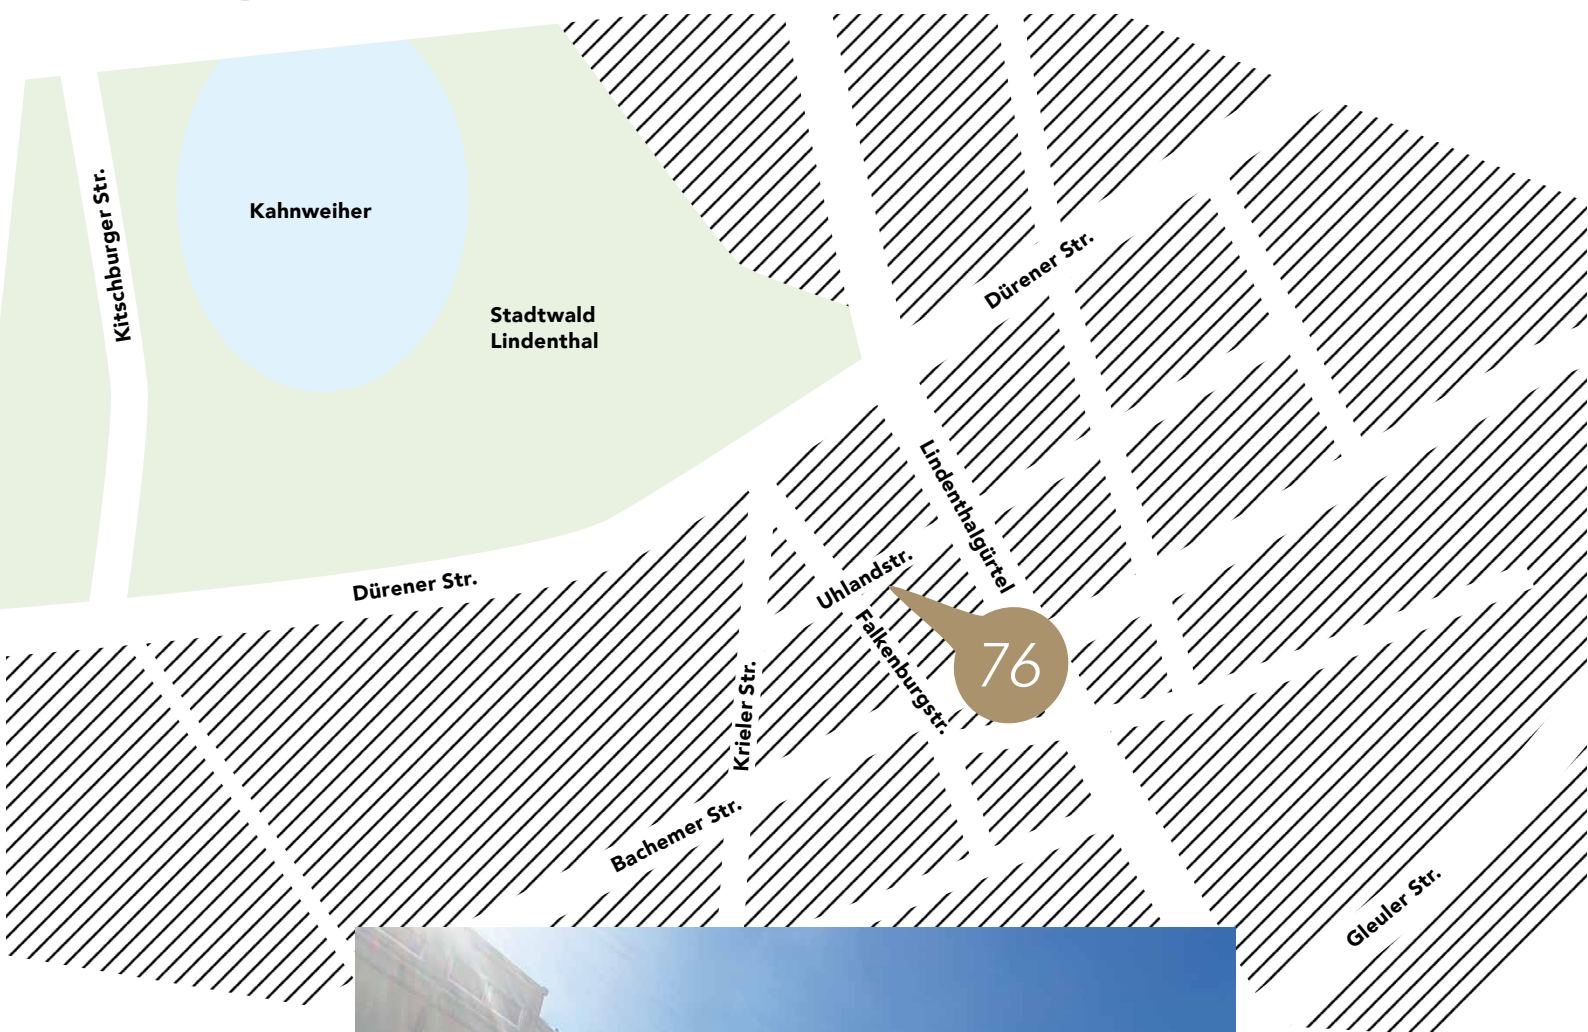 Kitschburger Str.
Kahnweiher
Dürener Str.
Stadtwald
Lindenthal
Lindenthalgürtel
Dürener Str.
Uhlandstr.
Falkenburgstr.
76
Krieler Str.
Bachemer Str.
Gleuler Str.